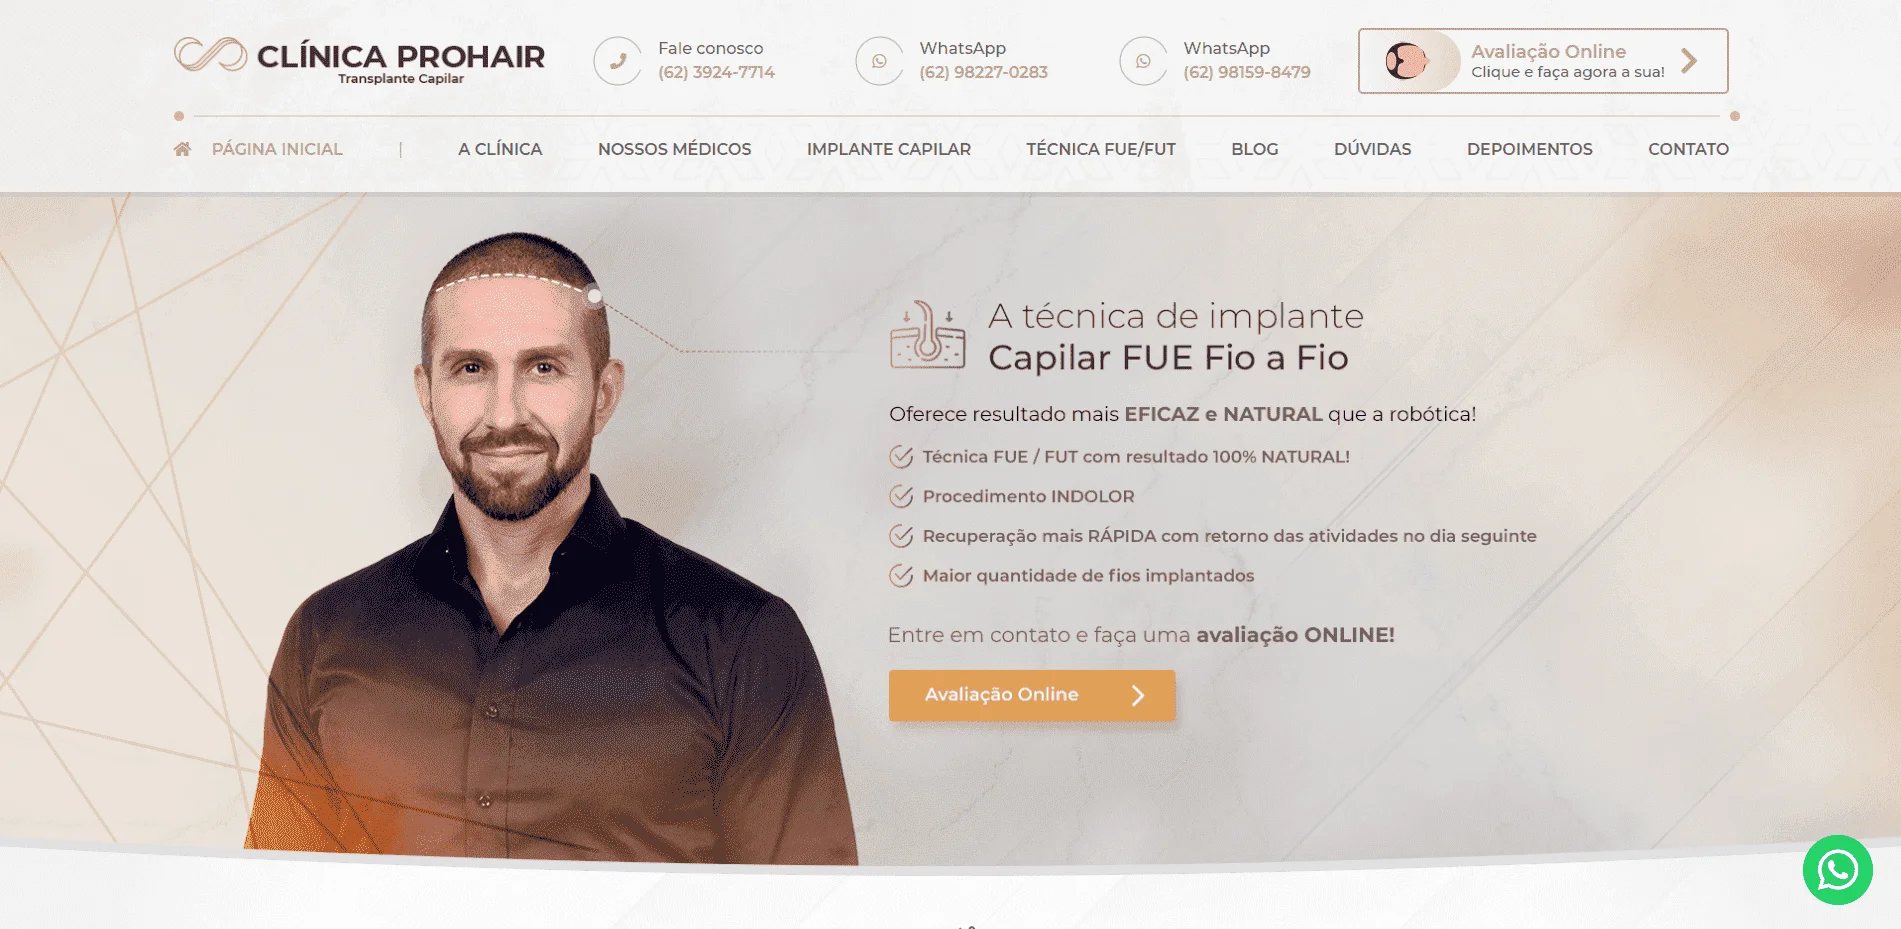 CLÍNICA PROHAIR
Transplante Capilar
Fale conosco
(62) 3924-7714
WhatsApp
(62) 98227-0283
WhatsApp
(62) 98159-8479
Avaliação Online
Clique e faça agora a sua!
PÁGINA INICIAL | A CLÍNICA NOSSOS MÉDICOS IMPLANTE CAPILAR TÉCNICA FUE/FUT BLOG DÚVIDAS DEPOIMENTOS CONTATO
A técnica de implante
Capilar FUE Fio a Fio
Oferece resultado mais EFICAZ e NATURAL que a robótica!
Técnica FUE / FUT com resultado 100% NATURAL!
Procedimento INDOLOR
Recuperação mais RÁPIDA com retorno das atividades no dia seguinte
Maior quantidade de fios implantados
Entre em contato e faça uma avaliação ONLINE!
Avaliação Online